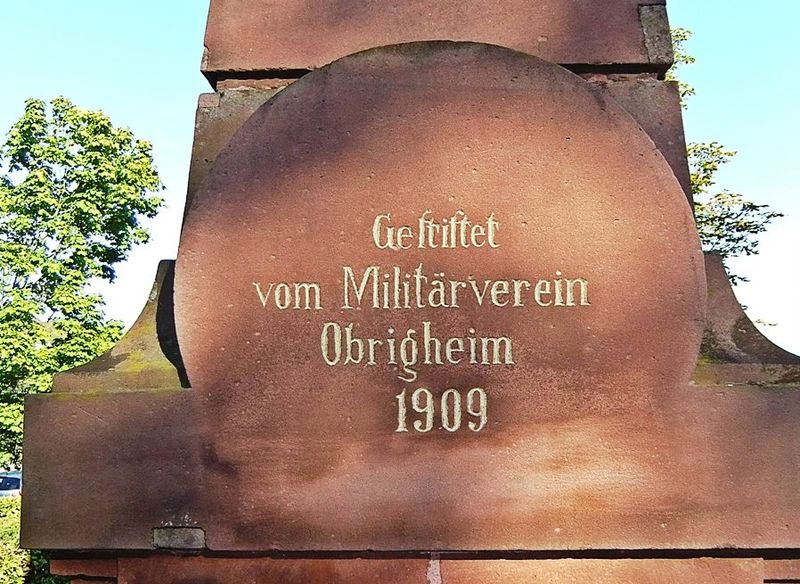 Geſtiftet
vom Militärverein
Obrigheim
1909